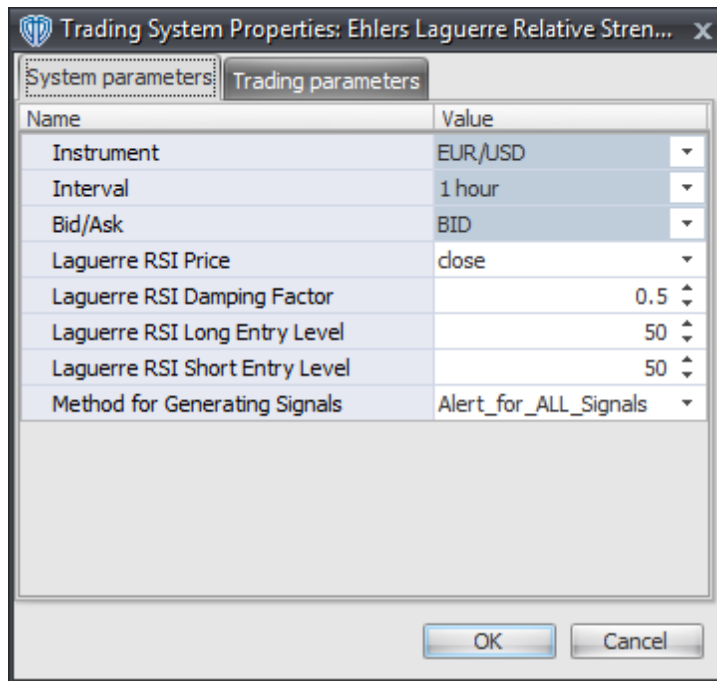 Trading System Properties: Ehlers Laguerre Relative Stren... x
System parameters Trading parameters
Name Value
Instrument EUR/USD
Interval 1 hour
Bid/Ask BID
Laguerre RSI Price close
Laguerre RSI Damping Factor 0.5
Laguerre RSI Long Entry Level 50
Laguerre RSI Short Entry Level 50
Method for Generating Signals Alert_for_ALL_Signals
OK Cancel